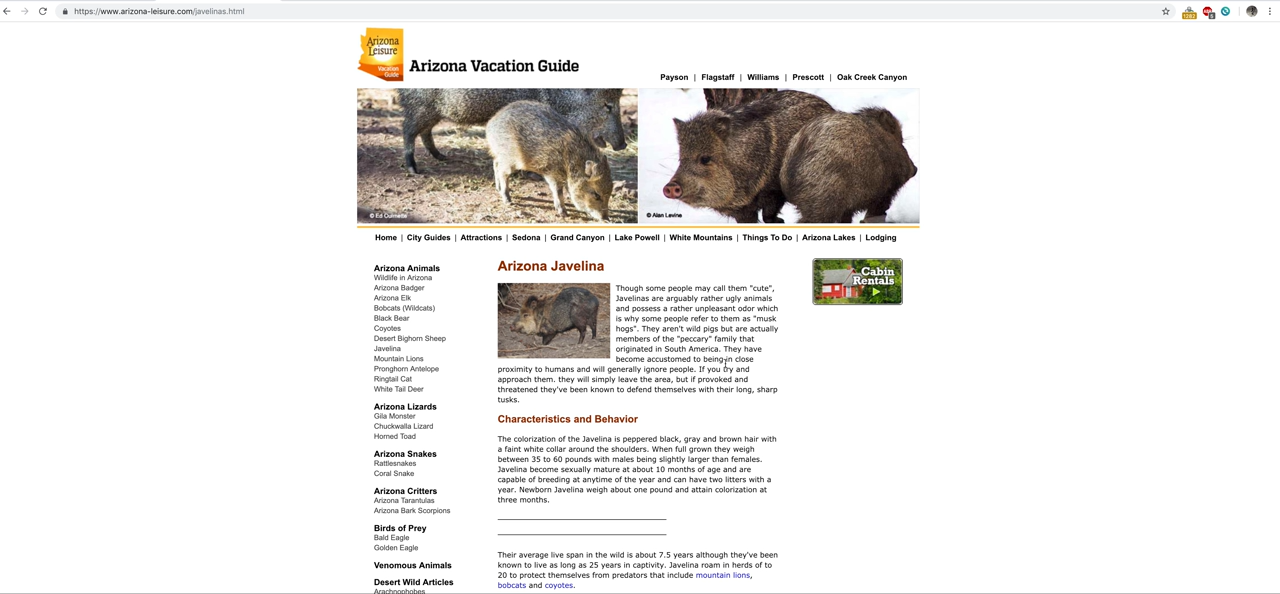 https://www.arizona-leisure.com/javelinas.html
Arizona
Leisure
Vacation
Guide
Arizona Vacation Guide
Payson | Flagstaff | Williams | Prescott | Oak Creek Canyon
© Alan Levine
Home | City Guides | Attractions | Sedona | Grand Canyon | Lake Powell | White Mountains | Things To Do | Arizona Lakes | Lodging
Arizona Animals
Wildlife in Arizona
Arizona Badger
Arizona Elk
Bobcats (Wildcats)
Black Bear
Coyotes
Desert Bighorn Sheep
Javelina
Mountain Lions
Pronghorn Antelope
Ringtail Cat
White Tail Deer
Arizona Lizards
Gila Monster
Chuckwalla Lizard
Horned Toad
Arizona Snakes
Rattlesnakes
Coral Snake
Arizona Critters
Arizona Tarantulas
Arizona Bark Scorpions
Birds of Prey
Bald Eagle
Golden Eagle
Venomous Animals
Desert Wild Articles
Arachnophobes
Arizona Javelina
Though some people may call them "cute",
Javelinas are arguably rather ugly animals
and possess a rather unpleasant odor which
is why some people refer to them as "musk
hogs". They aren't wild pigs but are actually
members of the "peccary" family that
originated in South America. They have
become accustomed to being in close
proximity to humans and will generally ignore people. If you try and
approach them. they will simply leave the area, but if provoked and
threatened they've been known to defend themselves with their long, sharp
tusks.
Characteristics and Behavior
The colorization of the Javelina is peppered black, gray and brown hair with
a faint white collar around the shoulders. When full grown they weigh
between 35 to 60 pounds with males being slightly larger than females.
Javelina become sexually mature at about 10 months of age and are
capable of breeding at anytime of the year and can have two litters with a
year. Newborn Javelina weigh about one pound and attain colorization at
three months.
Their average live span in the wild is about 7.5 years although they've been
known to live as long as 25 years in captivity. Javelina roam in herds of to
20 to protect themselves from predators that include mountain lions,
bobcats and coyotes.
Cabin
Rentals